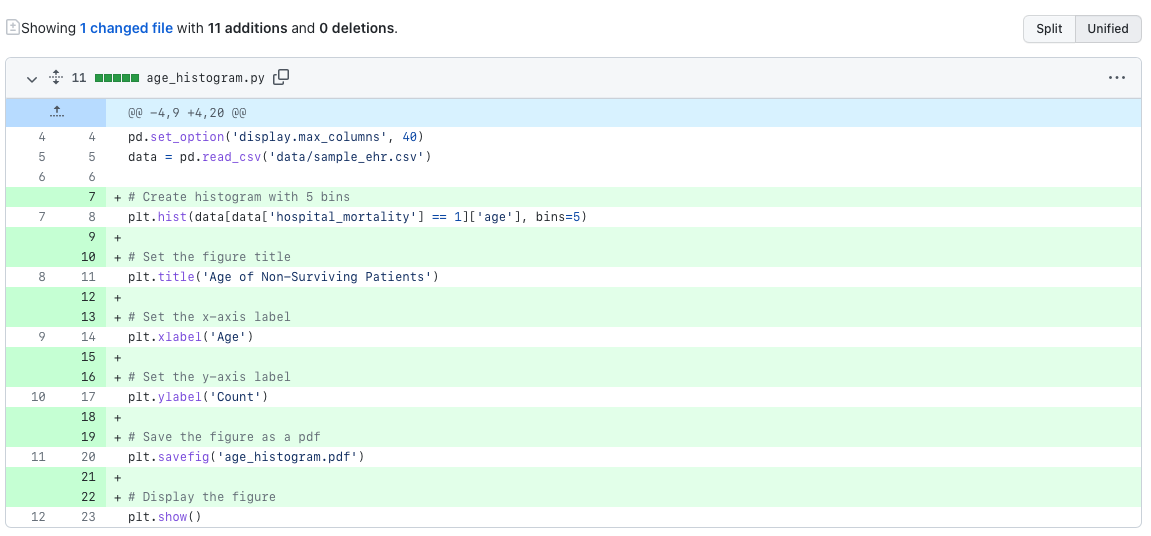 Showing 1 changed file with 11 additions and 0 deletions.
Split Unified
11 age_histogram.py
@@ -4,9 +4,20 @@
4 4 pd.set_option('display.max_columns', 40)
5 5 data = pd.read_csv('data/sample_ehr.csv')
6 6
7 + # Create histogram with 5 bins
7 8 plt.hist(data[data['hospital_mortality'] == 1]['age'], bins=5)
9 +
10 + # Set the figure title
8 11 plt.title('Age of Non-Surviving Patients')
12 +
13 + # Set the x-axis label
9 14 plt.xlabel('Age')
15 +
16 + # Set the y-axis label
10 17 plt.ylabel('Count')
18 +
19 + # Save the figure as a pdf
11 20 plt.savefig('age_histogram.pdf')
21 +
22 + # Display the figure
12 23 plt.show()